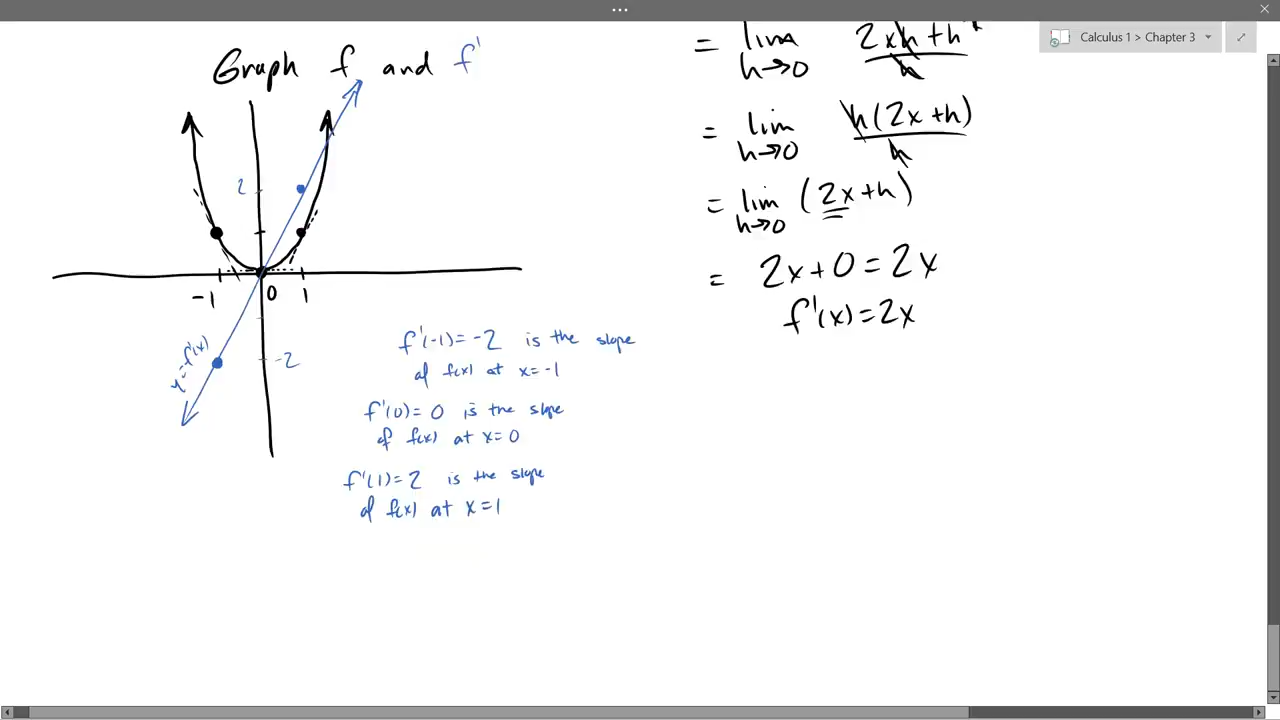 Graph f and f'
2
-1 0 1
-2
y=f'(x)
f'(-1)=-2 is the slope
of f(x) at x=-1
f'(0)=0 is the slope
of f(x) at x=0
f'(1)=2 is the slope
of f(x) at x=1
= lim h→0 2xh+h²/h
= lim h→0 h(2x+h)/h
= lim h→0 (2x+h)
= 2x+0=2x
f'(x)=2x
Calculus 1 > Chapter 3